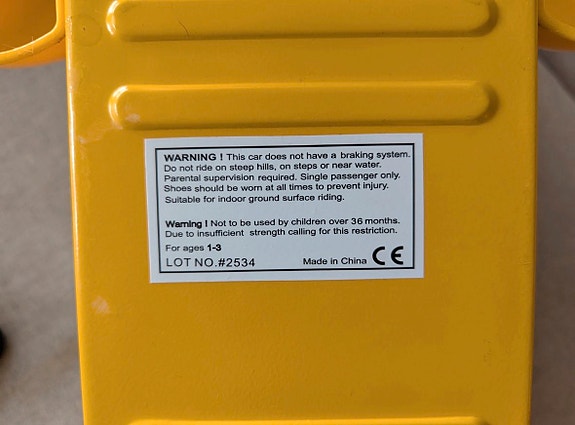 WARNING ! This car does not have a braking system.
Do not ride on steep hills, on steps or near water.
Parental supervision required. Single passenger only.
Shoes should be worn at all times to prevent injury.
Suitable for indoor ground surface riding.
Warning ! Not to be used by children over 36 months.
Due to insufficient strength calling for this restriction.
For ages 1-3
LOT NO.#2534 Made in China CE